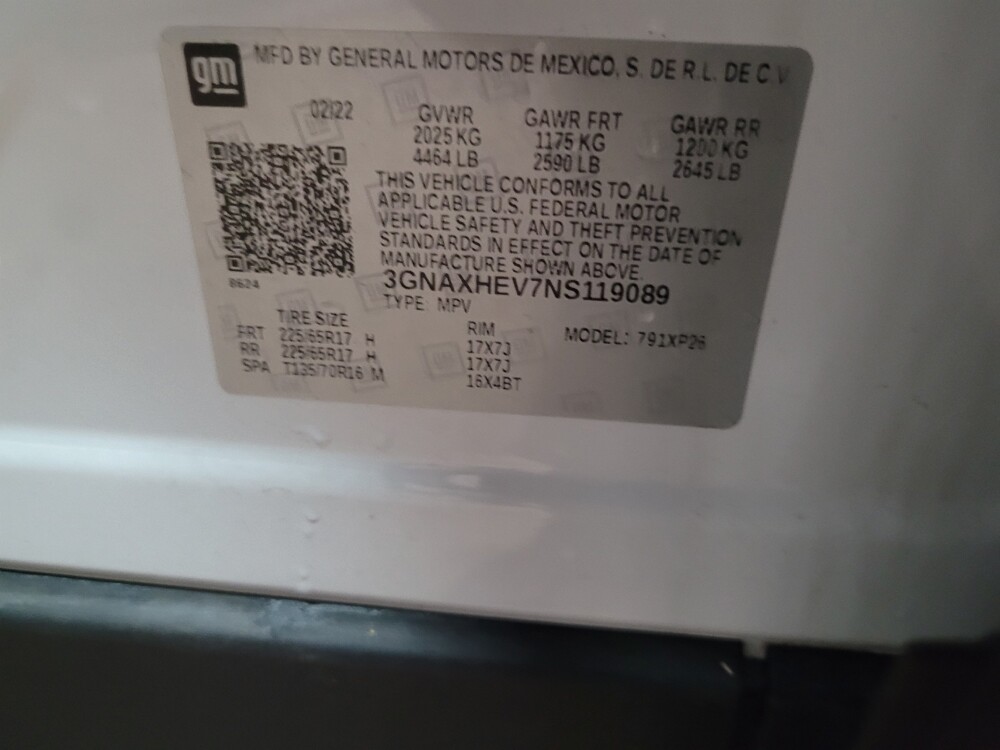 gm MFD BY GENERAL MOTORS DE MEXICO, S. DE R.L. DE C.V
02/22 GVWR GAWR FRT GAWR RR
2025 KG 1175 KG 1200 KG
4464 LB 2590 LB 2645 LB
THIS VEHICLE CONFORMS TO ALL
APPLICABLE U.S. FEDERAL MOTOR
VEHICLE SAFETY AND THEFT PREVENTION
STANDARDS IN EFFECT ON THE DATE OF
MANUFACTURE SHOWN ABOVE.
8624
3GNAXHEV7NS119089
TYPE: MPV
TIRE SIZE RIM MODEL: 791XP26
FRT 225/65R17 H 17X7J
RR 225/65R17 H 17X7J
SPA T135/70R16 M 16X4BT